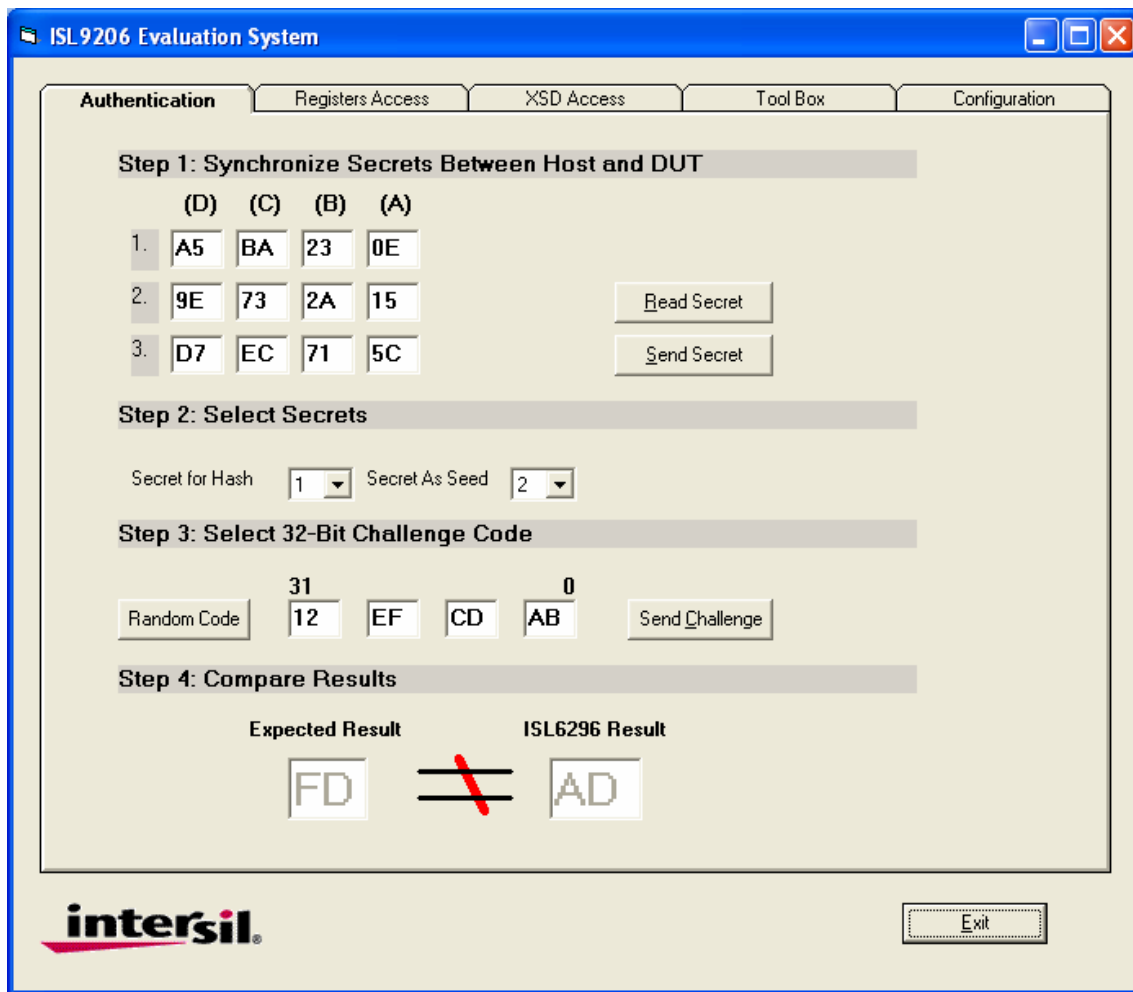 ISL9206 Evaluation System
Authentication Registers Access XSD Access Tool Box Configuration
Step 1: Synchronize Secrets Between Host and DUT
(D) (C) (B) (A)
1. A5 BA 23 0E
2. 9E 73 2A 15 Read Secret
3. D7 EC 71 5C Send Secret
Step 2: Select Secrets
Secret for Hash 1 Secret As Seed 2
Step 3: Select 32-Bit Challenge Code
31 0
Random Code 12 EF CD AB Send Challenge
Step 4: Compare Results
Expected Result ISL6296 Result
FD AD
intersil®
Exit